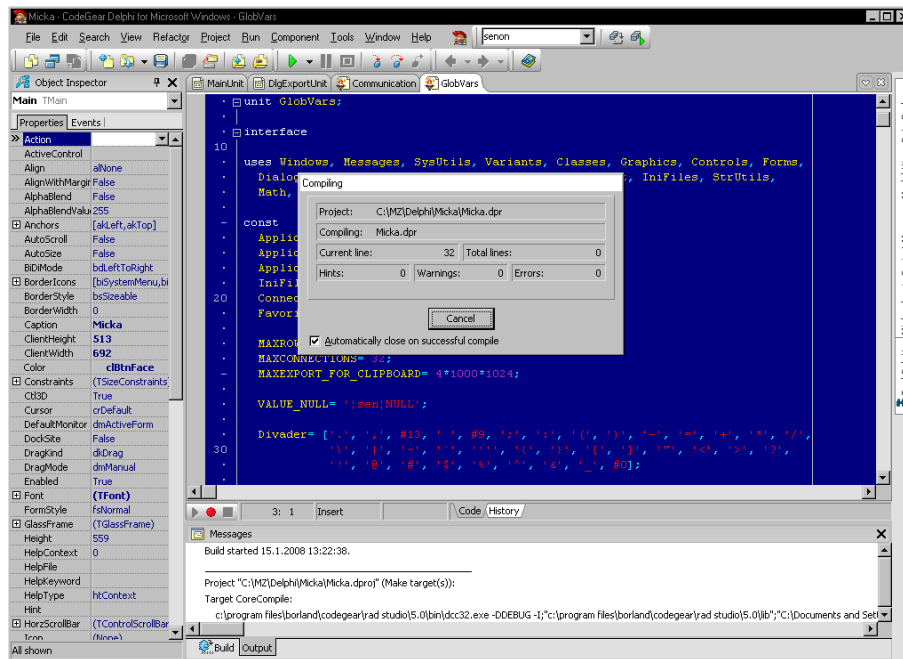 Micka - CodeGear Delphi for Microsoft Windows - GlobVars
File Edit Search View Refactor Project Run Component Tools Window Help senon
Object Inspector
Main TMain
Properties Events
Action
ActiveControl
Align alNone
AlignWithMargir False
AlphaBlend False
AlphaBlendValu 255
Anchors [akLeft,akTop]
AutoScroll False
AutoSize False
BiDiMode bdLeftToRight
BorderIcons [biSystemMenu,bi
BorderStyle bsSizeable
BorderWidth 0
Caption Micka
ClientHeight 513
ClientWidth 692
Color clBtnFace
Constraints (TSizeConstraints)
Ctl3D True
Cursor crDefault
DefaultMonitor dmActiveForm
DockSite False
DragKind dkDrag
DragMode dmManual
Enabled True
Font (TFont)
FormStyle fsNormal
GlassFrame (TGlassFrame)
Height 559
HelpContext 0
HelpFile
HelpKeyword
HelpType htContext
Hint
HorzScrollBar (TControlScrollBar
Icon (None)
All shown
MainUnit DlgExportUnit Communication GlobVars
unit GlobVars;
interface
10
uses Windows, Messages, SysUtils, Variants, Classes, Graphics, Controls, Forms,
Dialog , IniFiles, StrUtils,
Math,
const
Applic
Applic
Applic
IniFil
20 Connec
Favori
MAXROW
MAXCONNECTIONS= 32;
MAXEXPORT_FOR_CLIPBOARD= 4*1000*1024;
VALUE_NULL= '|sen|NULL';
Divader= ['.', ',', #13, ' ', #9, ';', ':', '(', ')', '-', '=', '+', '*', '/',
30
'!', '@', '#', '$', '%', '^', '&', '_', #0];
Compiling
Project: C:\MZ\Delphi\Micka\Micka.dpr
Compiling: Micka.dpr
Current line: 32 Total lines: 0
Hints: 0 Warnings: 0 Errors: 0
Cancel
Automatically close on successful compile
3: 1 Insert Code History
Messages
Build started 15.1.2008 13:22:38.
Project "C:\MZ\Delphi\Micka\Micka.dproj" (Make target(s)):
Target CoreCompile:
c:\program files\borland\codegear\rad studio\5.0\bin\dcc32.exe -DDEBUG -I;"c:\program files\borland\codegear\rad studio\5.0\lib";"C:\Documents and Set
Build Output